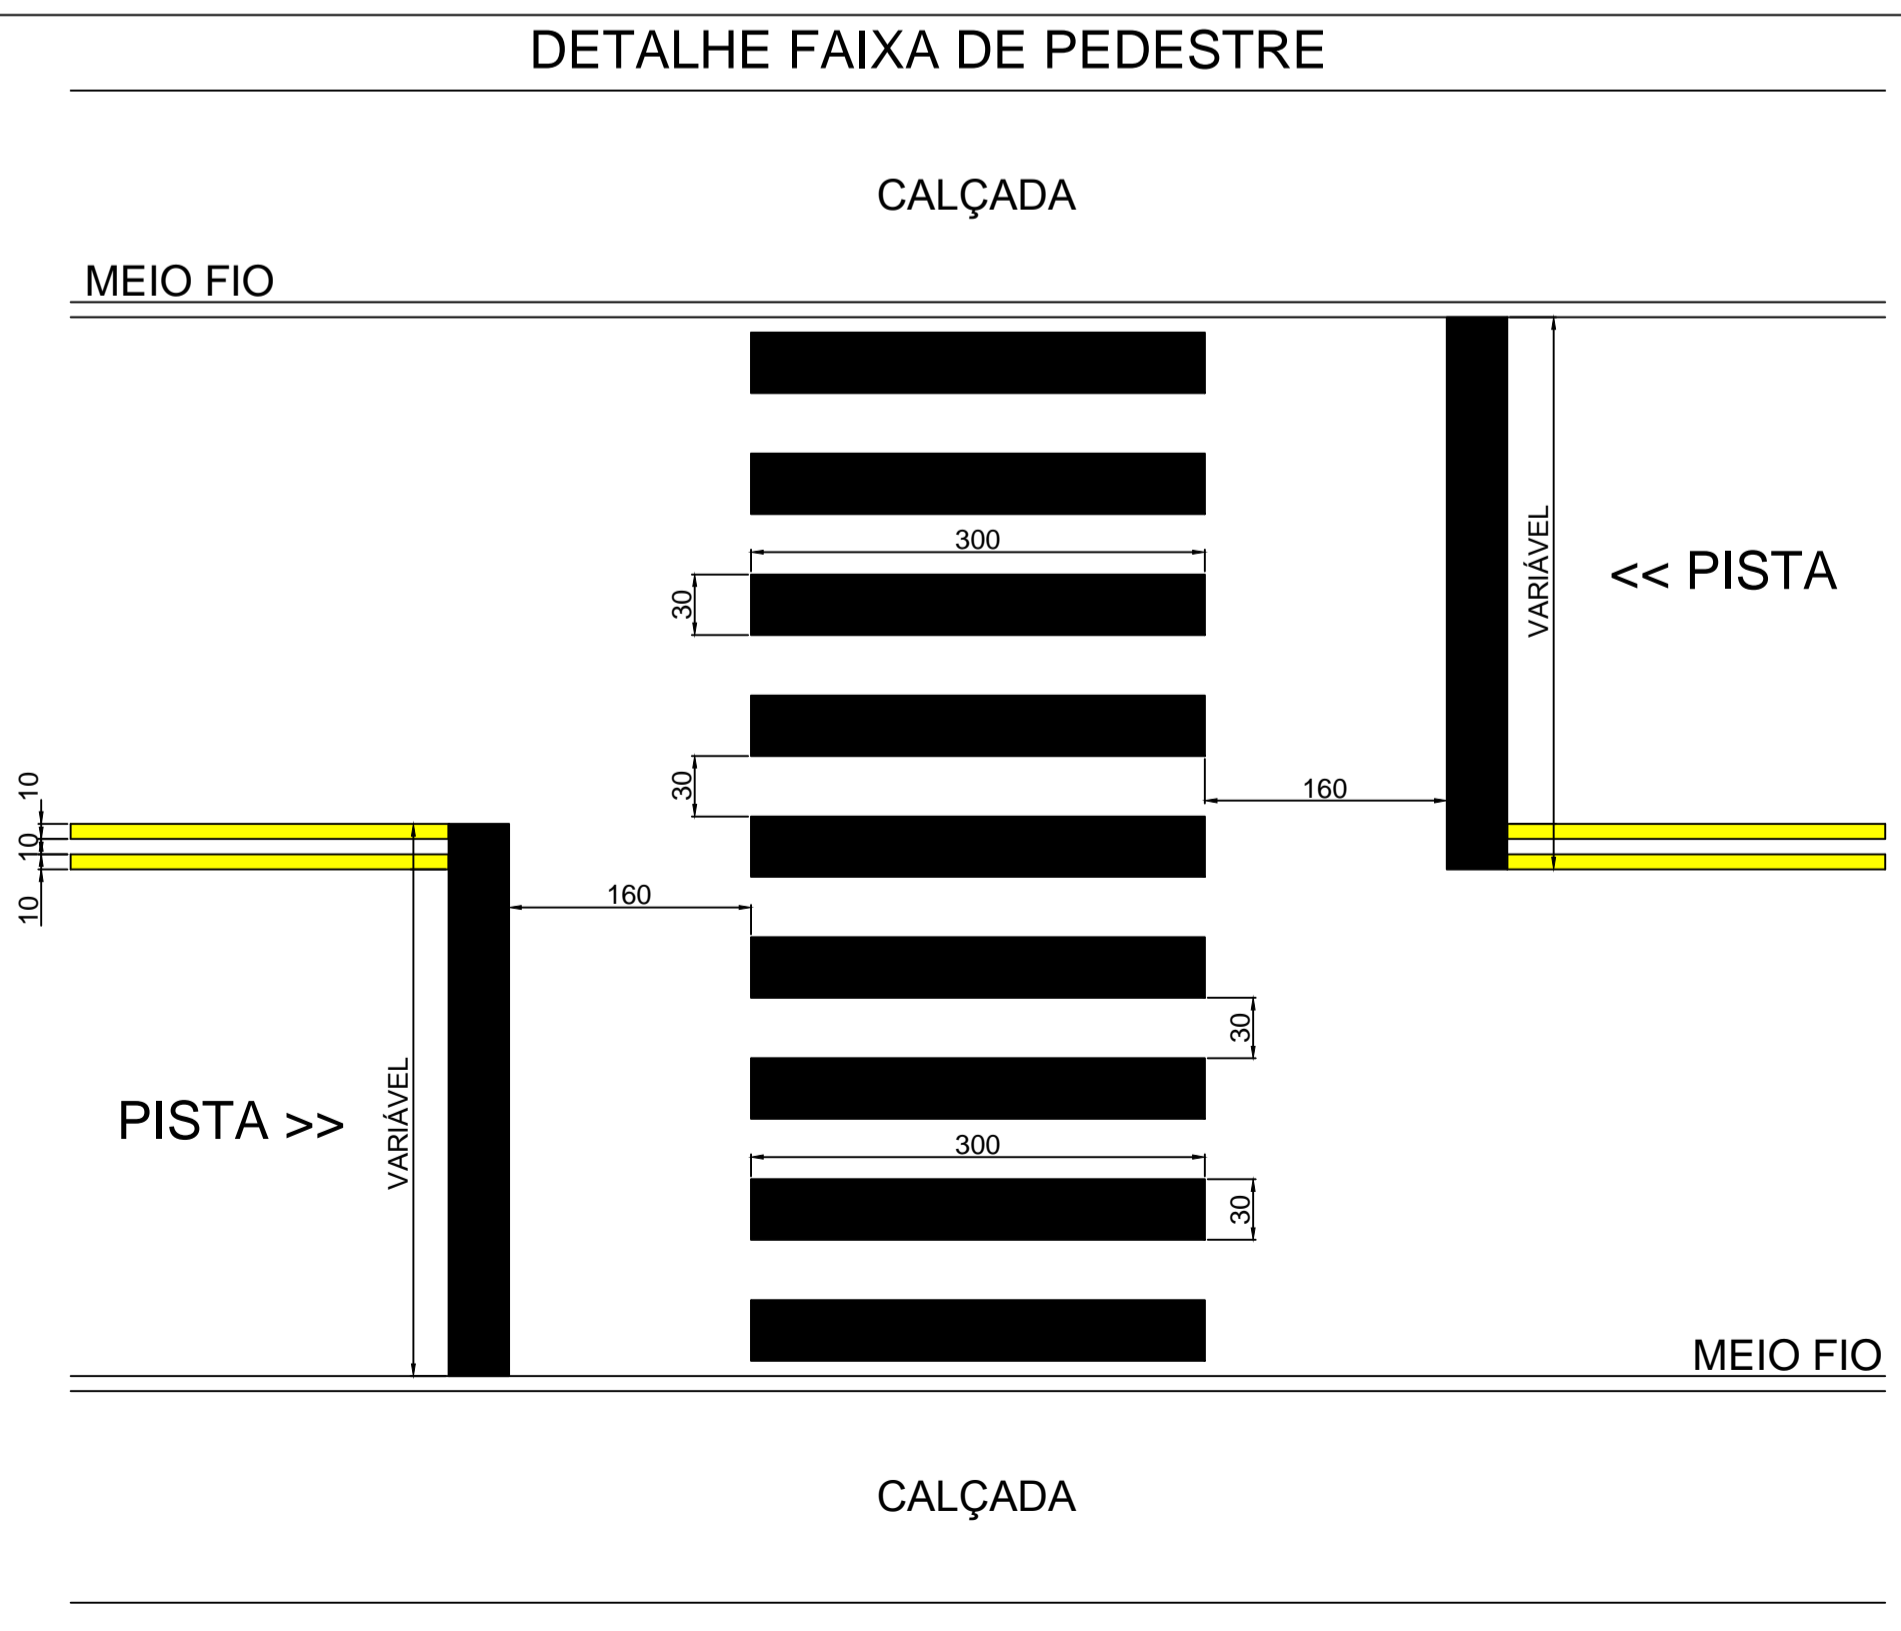 DETALHE FAIXA DE PEDESTRE
CALÇADA
MEIO FIO
300
30
VARIÁVEL
<< PISTA
30
160
10
10
10
160
30
PISTA >>
VARIÁVEL
300
30
MEIO FIO
CALÇADA